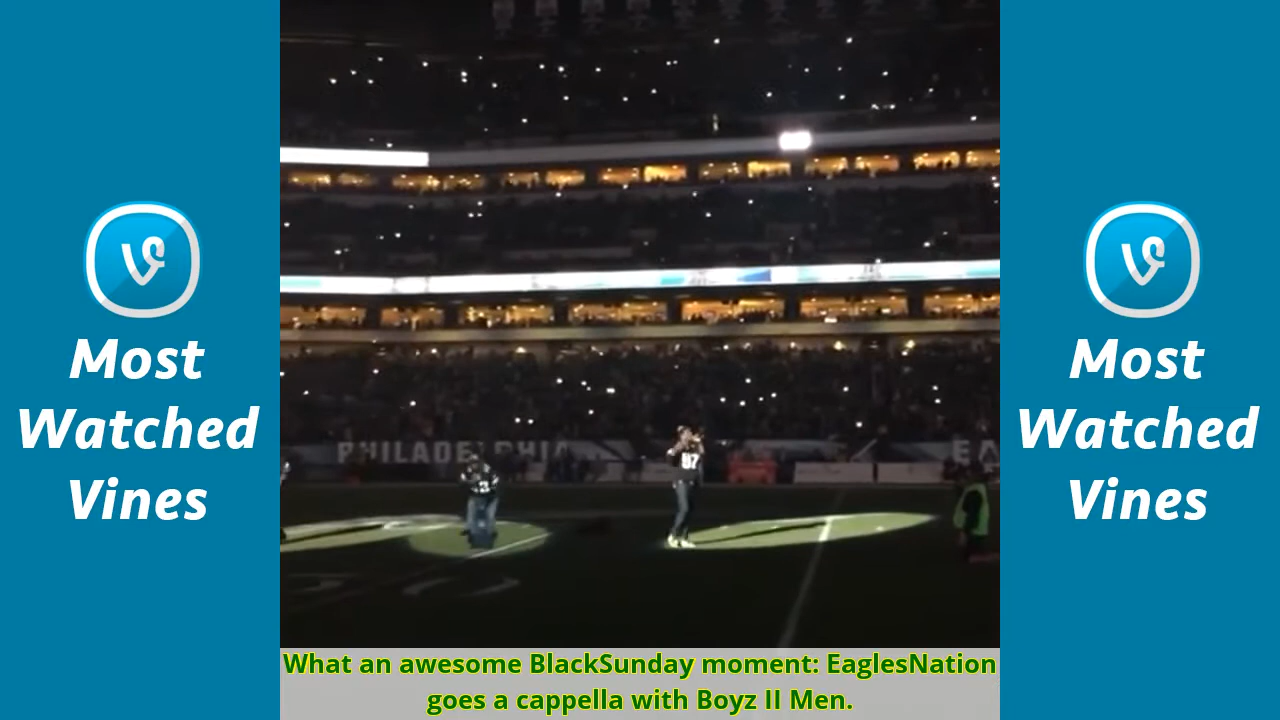 Most
Watched
Vines
PHILADELPHIA
EA
87
What an awesome BlackSunday moment: EaglesNation
goes a cappella with Boyz II Men.
Most
Watched
Vines